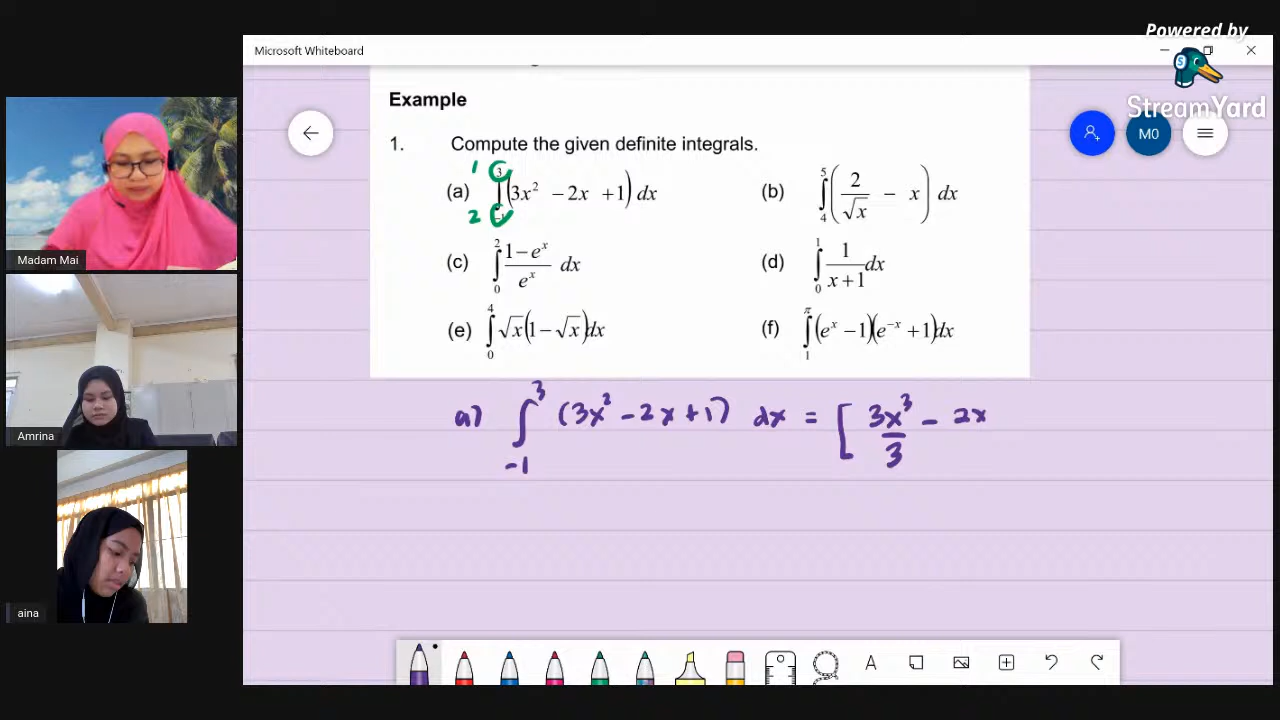 Powered by
StreamYard
Microsoft Whiteboard
MO
Example
1. Compute the given definite integrals.
1
2
(a) ∫₋₁³ (3x² − 2x + 1) dx
(b) ∫₄⁵ (2/√x − x) dx
(c) ∫₀² (1−eˣ)/eˣ dx
(d) ∫₀¹ 1/(x+1) dx
(e) ∫₀⁴ √x(1−√x)dx
(f) ∫₁^π (eˣ −1)(e⁻ˣ +1)dx
a) ∫₋₁³ (3x² − 2x + 1) dx = [ 3x³/3 − 2x
Madam Mai
Amrina
aina
A